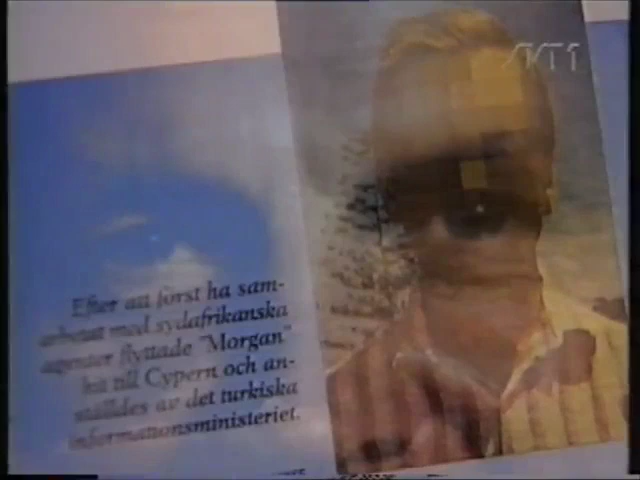 SVT1
Efter att först ha sam-
arbetat med sydafrikanska
agenter flyttade "Morgan"
hit till Cypern och an-
ställdes av det turkiska
informationsministeriet.